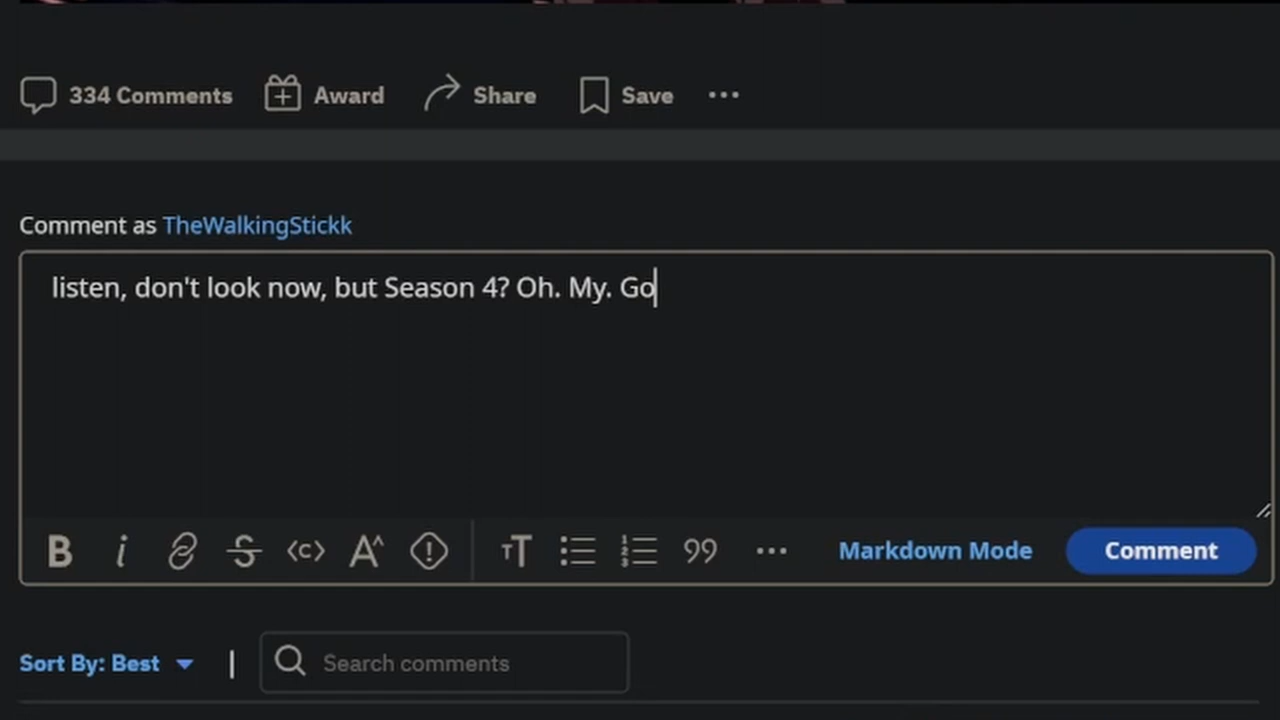 334 Comments Award Share Save
Comment as TheWalkingStickk
listen, don't look now, but Season 4? Oh. My. Go
Markdown Mode Comment
Sort By: Best
Search comments